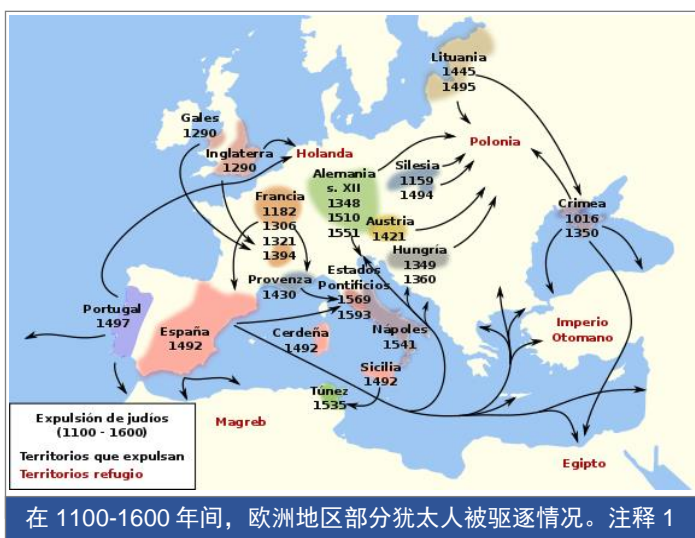 Lituania
1445
1495
Gales
1290
Inglaterra
1290
Holanda
Polonia
Alemania
s. XII
1348
1510
1551
Silesia
1159
1494
Francia
1182
1306
1321
1394
Austria
1421
Crimea
1016
1350
Hungría
1349
1360
Provenza
1430
Estados
Pontificios
1569
1593
Portugal
1497
España
1492
Cerdeña
1492
Nápoles
1541
Imperio
Otomano
Sicilia
1492
Túnez
1535
Magreb
Egipto
Expulsión de judíos
(1100 - 1600)
Territorios que expulsan
Territorios refugio
在 1100-1600 年间，欧洲地区部分犹太人被驱逐情况。注释 1